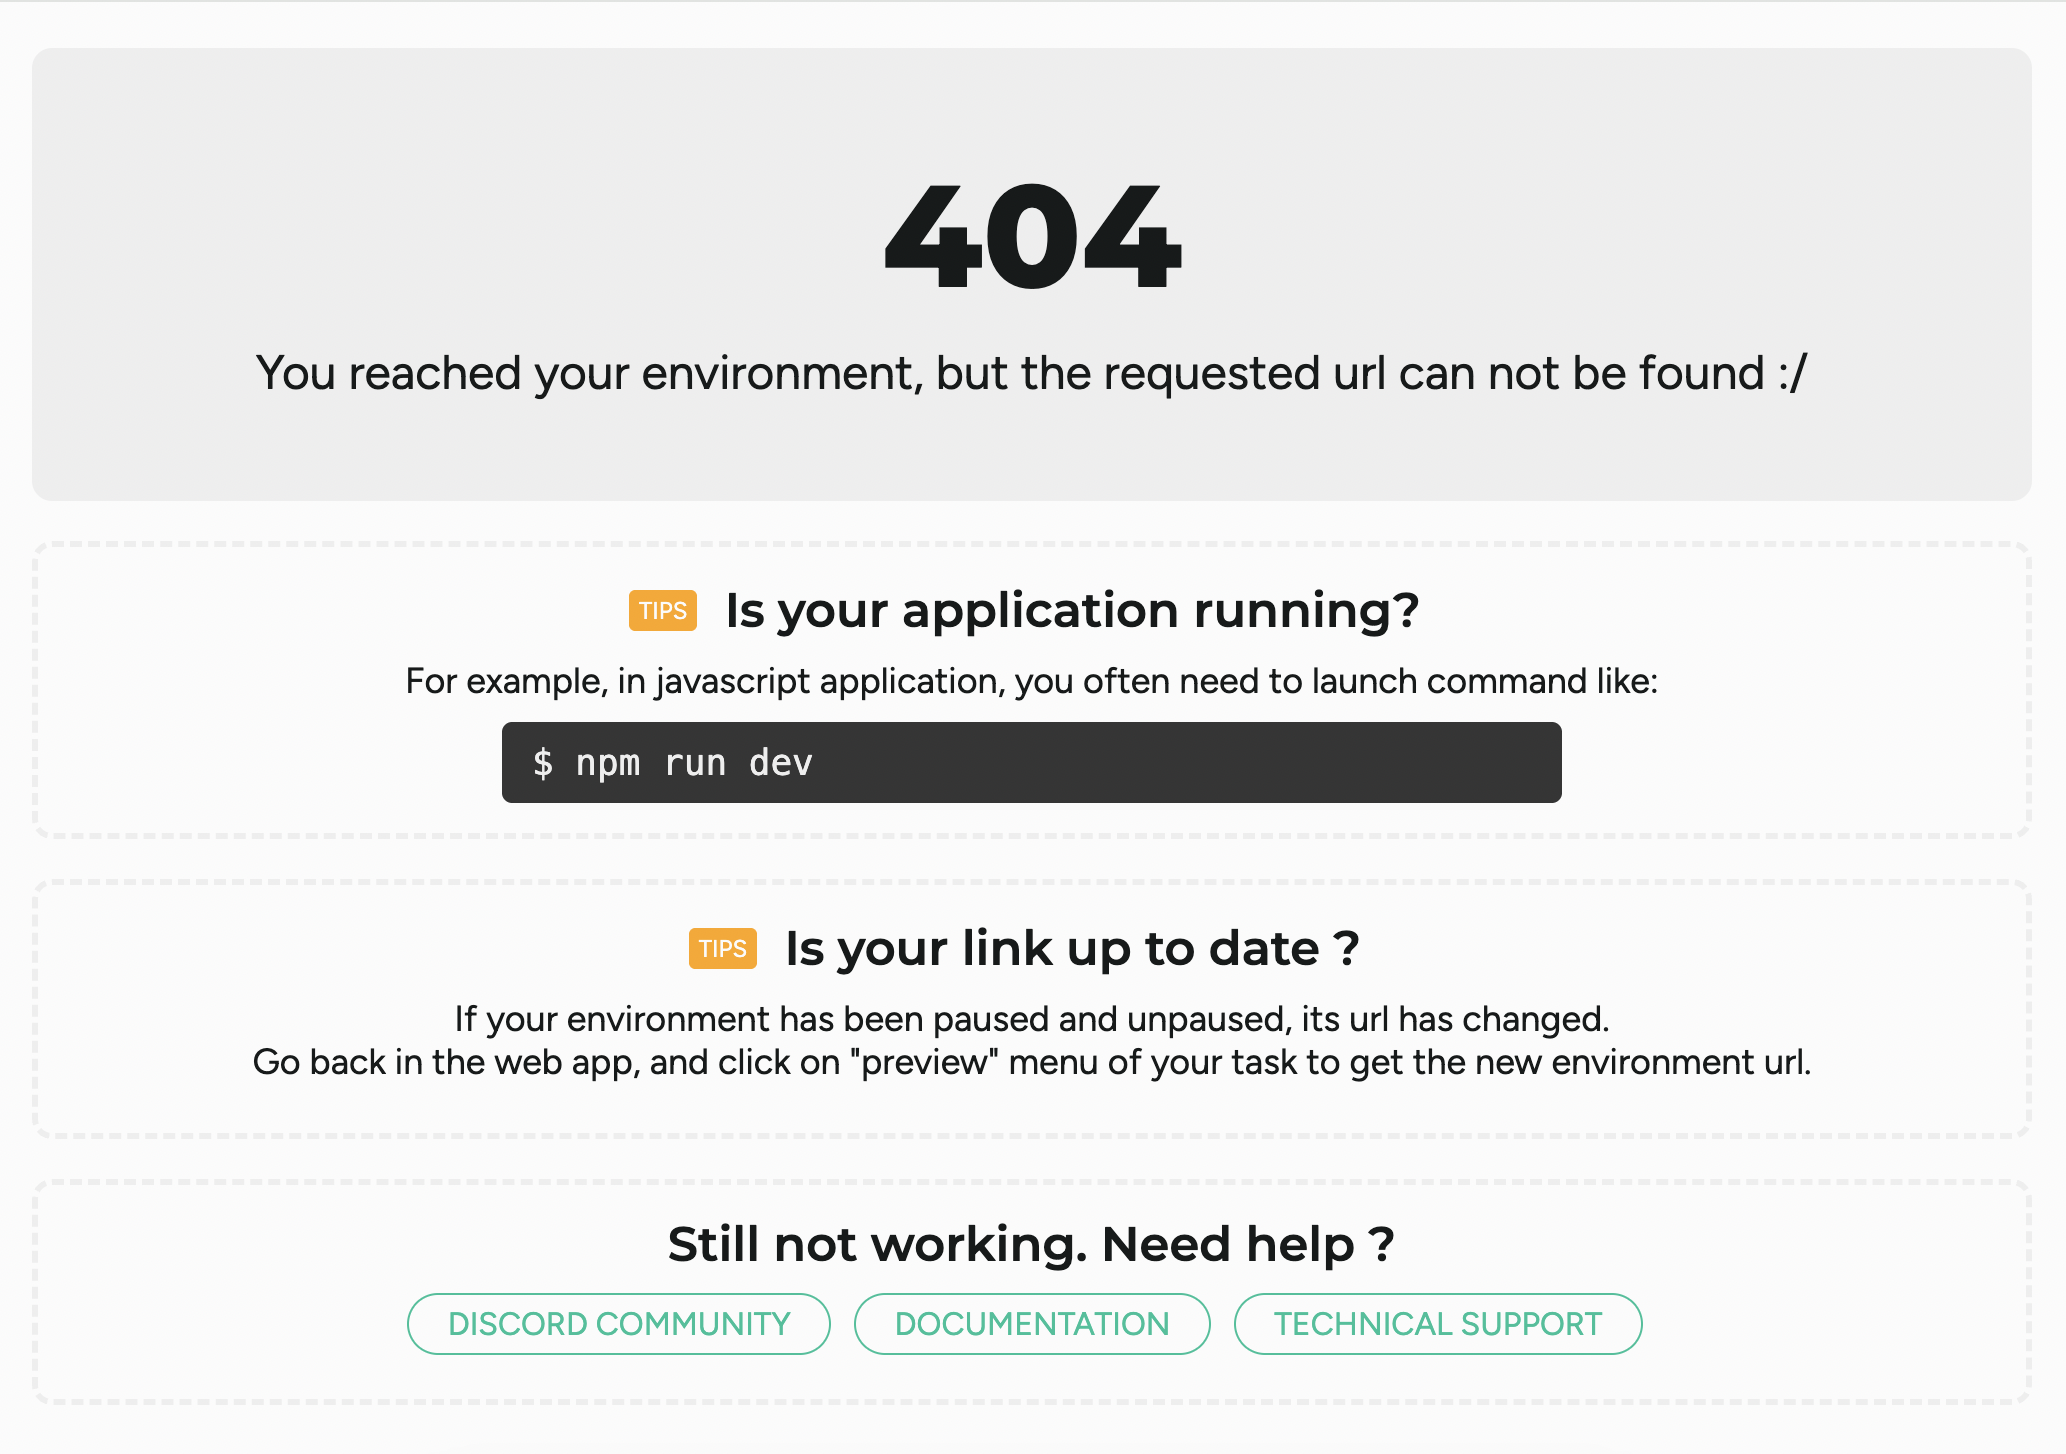 404
You reached your environment, but the requested url can not be found :/
TIPS Is your application running?
For example, in javascript application, you often need to launch command like:
$ npm run dev
TIPS Is your link up to date ?
If your environment has been paused and unpaused, its url has changed.
Go back in the web app, and click on "preview" menu of your task to get the new environment url.
Still not working. Need help ?
DISCORD COMMUNITY DOCUMENTATION TECHNICAL SUPPORT